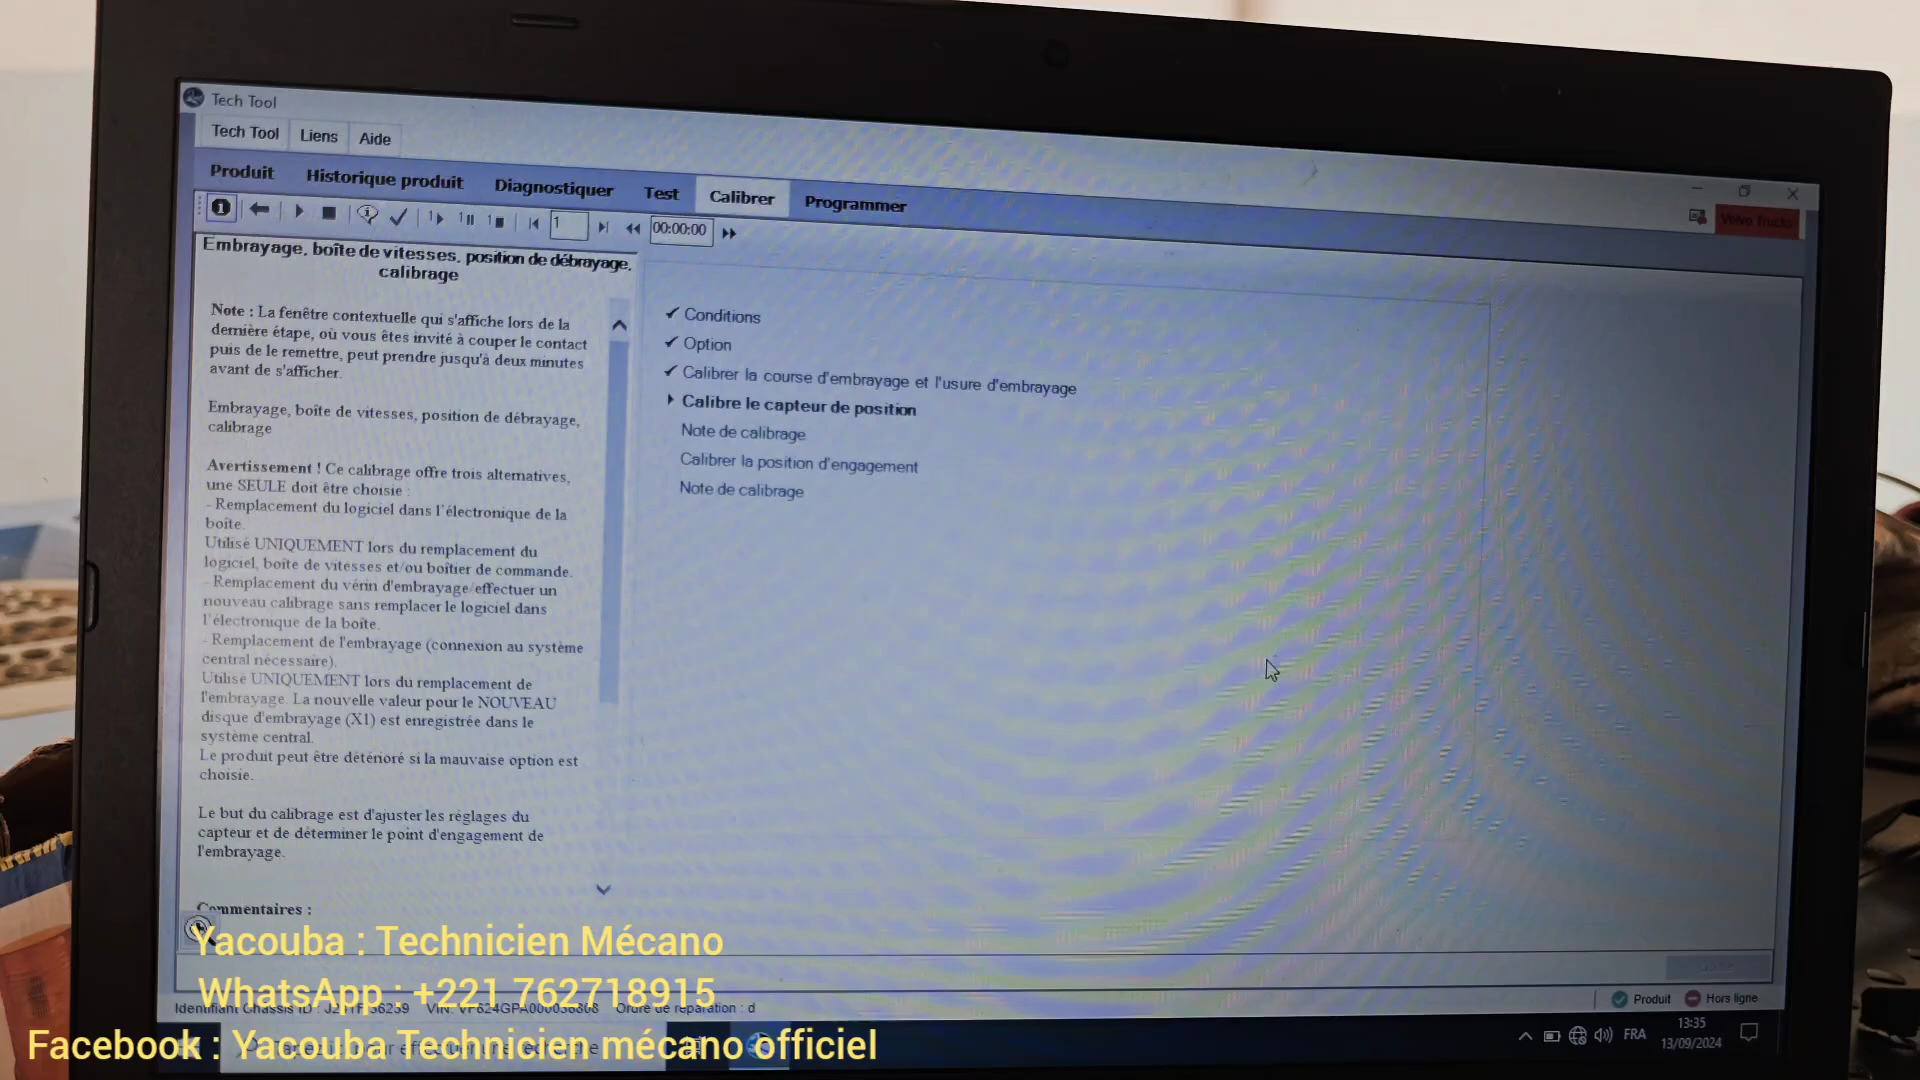 Tech Tool
Tech Tool Liens Aide
Produit Historique produit Diagnostiquer Test Calibrer Programmer
Volvo Trucks
1 00:00:00
Embrayage, boîte de vitesses, position de débrayage,
calibrage
Note : La fenêtre contextuelle qui s'affiche lors de la
dernière étape, où vous êtes invité à couper le contact
puis de le remettre, peut prendre jusqu'à deux minutes
avant de s'afficher.
Embrayage, boîte de vitesses, position de débrayage,
calibrage
Avertissement ! Ce calibrage offre trois alternatives,
une SEULE doit être choisie :
- Remplacement du logiciel dans l'électronique de la
boîte.
Utilisé UNIQUEMENT lors du remplacement du
logiciel, boîte de vitesses et/ou boîtier de commande.
- Remplacement du vérin d'embrayage/effectuer un
nouveau calibrage sans remplacer le logiciel dans
l'électronique de la boîte.
- Remplacement de l'embrayage (connexion au système
central nécessaire).
Utilisé UNIQUEMENT lors du remplacement de
l'embrayage. La nouvelle valeur pour le NOUVEAU
disque d'embrayage (X1) est enregistrée dans le
système central.
Le produit peut être détérioré si la mauvaise option est
choisie.
Le but du calibrage est d'ajuster les réglages du
capteur et de déterminer le point d'engagement de
l'embrayage.
Commentaires :
Conditions
Option
Calibrer la course d'embrayage et l'usure d'embrayage
Calibre le capteur de position
Note de calibrage
Calibrer la position d'engagement
Note de calibrage
Yacouba : Technicien Mécano
WhatsApp : +221 762718915
Facebook : Yacouba Technicien mécano officiel
Ordre de réparation : d
Produit Hors ligne
FRA 13:35
13/09/2024